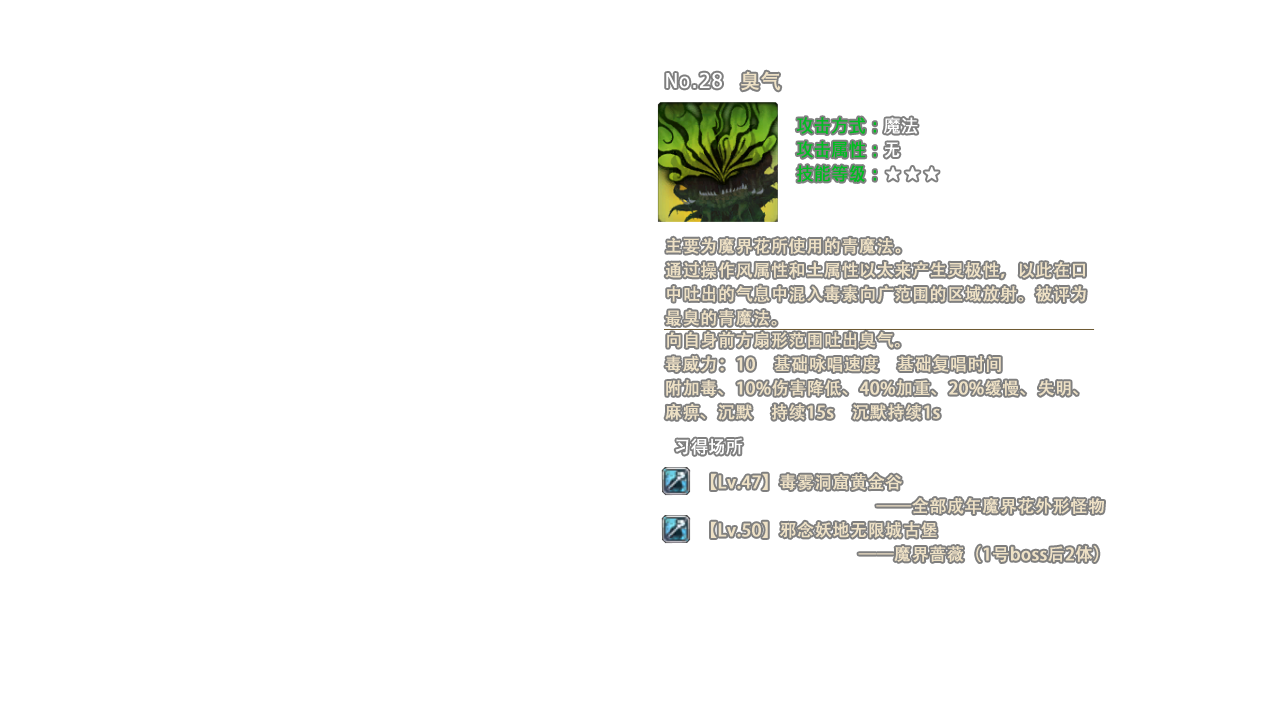 No.28 臭气
攻击方式：魔法
攻击属性：无
技能等级：★★★
主要为魔界花所使用的青魔法。
通过操作风属性和土属性以太来产生灵极性，以此在口
中吐出的气息中混入毒素向广范围的区域放射。被评为
最臭的青魔法。
向自身前方扇形范围吐出臭气。
毒威力：10 基础咏唱速度 基础复唱时间
附加毒、10%伤害降低、40%加重、20%缓慢、失明、
麻痹、沉默 持续15s 沉默持续1s
习得场所
【Lv.47】毒雾洞窟黄金谷
——全部成年魔界花外形怪物
【Lv.50】邪念妖地无限城古堡
——魔界蔷薇（1号boss后2体）